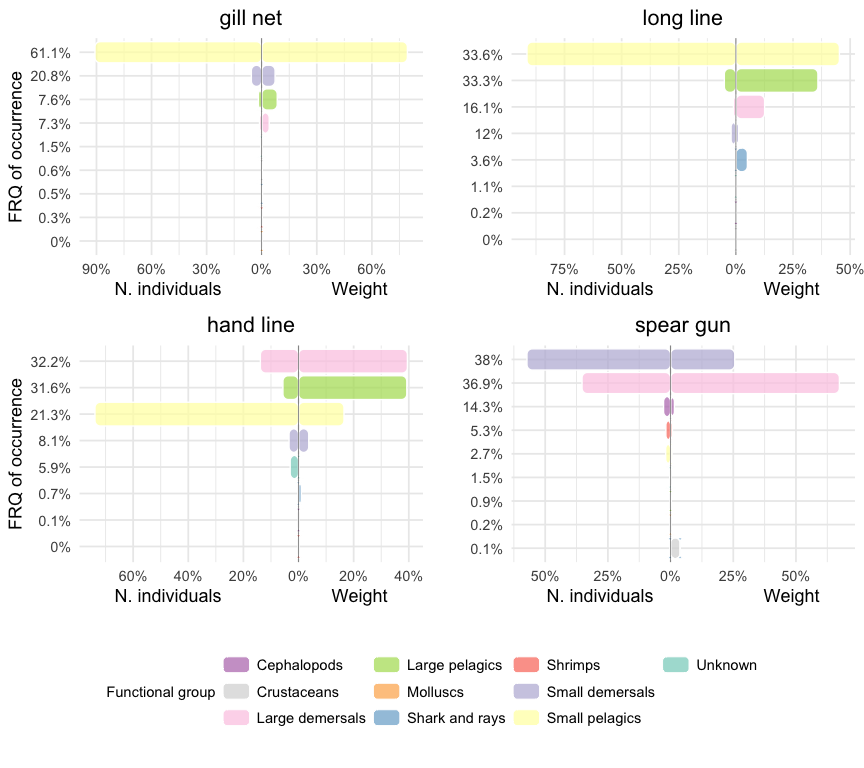 gill net
long line
FRQ of occurrence
61.1%
20.8%
7.6%
7.3%
1.5%
0.6%
0.5%
0.3%
0%
90% 60% 30% 0% 30% 60%
N. individuals Weight
33.6%
33.3%
16.1%
12%
3.6%
1.1%
0.2%
0%
75% 50% 25% 0% 25% 50%
N. individuals Weight
hand line
spear gun
FRQ of occurrence
32.2%
31.6%
21.3%
8.1%
5.9%
0.7%
0.1%
0%
60% 40% 20% 0% 20% 40%
N. individuals Weight
38%
36.9%
14.3%
5.3%
2.7%
1.5%
0.9%
0.2%
0.1%
50% 25% 0% 25% 50%
N. individuals Weight
Functional group
Cephalopods
Crustaceans
Large demersals
Large pelagics
Molluscs
Shark and rays
Shrimps
Small demersals
Small pelagics
Unknown